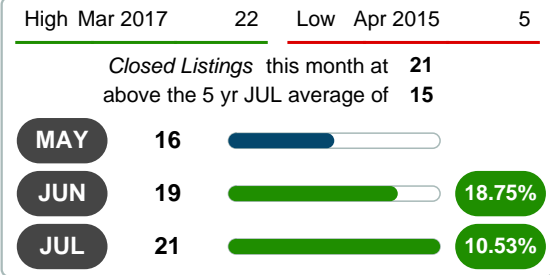 High Mar 2017 22 Low Apr 2015 5
Closed Listings this month at 21
above the 5 yr JUL average of 15
MAY 16
JUN 19 18.75%
JUL 21 10.53%